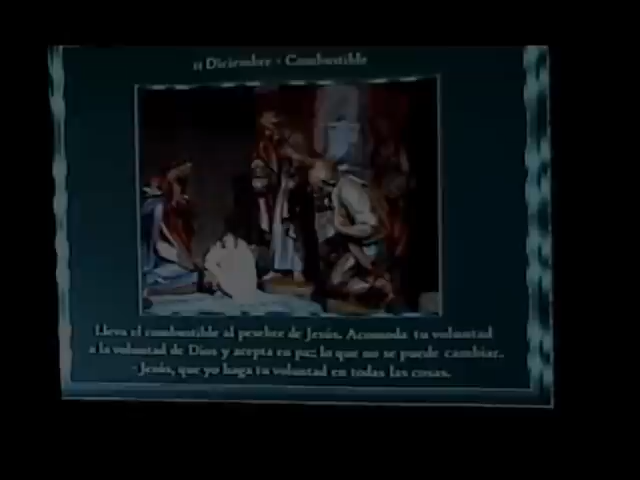 11 Diciembre - Combustible
Lleva el combustible al pesebre de Jesús. Acomoda tu voluntad
a la voluntad de Dios y acepta en paz lo que no se puede cambiar.
- Jesús, que yo haga tu voluntad en todas las cosas.